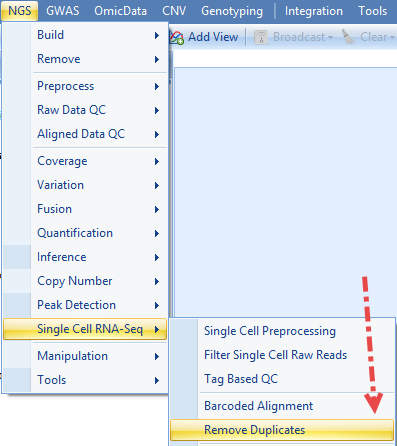 NGS GWAS OmicData CNV Genotyping Integration Tools
Add View Broadcast Clear
Build
Remove
Preprocess
Raw Data QC
Aligned Data QC
Coverage
Variation
Fusion
Quantification
Inference
Copy Number
Peak Detection
Single Cell RNA-Seq
Manipulation
Tools
Single Cell Preprocessing
Filter Single Cell Raw Reads
Tag Based QC
Barcoded Alignment
Remove Duplicates